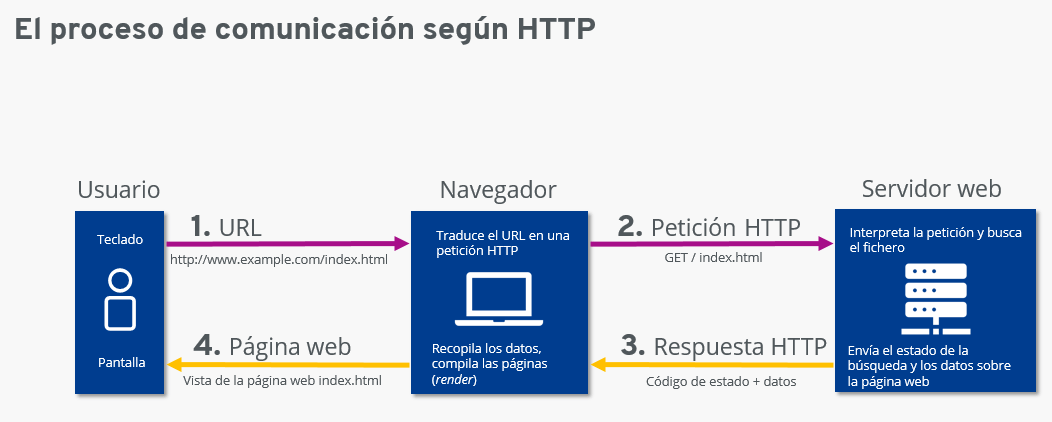 El proceso de comunicación según HTTP
Usuario
Navegador
Servidor web
Teclado
Pantalla
1. URL
http://www.example.com/index.html
Traduce el URL en una
petición HTTP
2. Petición HTTP
GET / index.html
Interpreta la petición y busca
el fichero
Envía el estado de la
búsqueda y los datos sobre
la página web
3. Respuesta HTTP
Código de estado + datos
Recopila los datos,
compila las páginas
(render)
4. Página web
Vista de la página web index.html